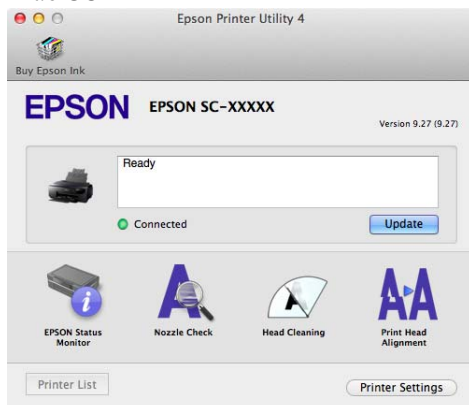 Epson Printer Utility 4
Buy Epson Ink
EPSON
EPSON SC-XXXXX
Version 9.27 (9.27)
Ready
Connected
Update
EPSON Status
Monitor
Nozzle Check
Head Cleaning
Print Head
Alignment
Printer List
Printer Settings